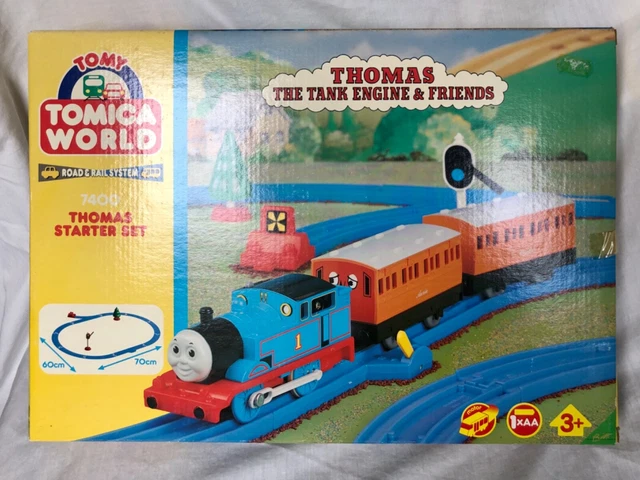 TOMY
TOMICA
WORLD
ROAD & RAIL SYSTEM
7400
THOMAS
STARTER SET
60cm
70cm
THOMAS
THE TANK ENGINE & FRIENDS
1
1XAA
3+